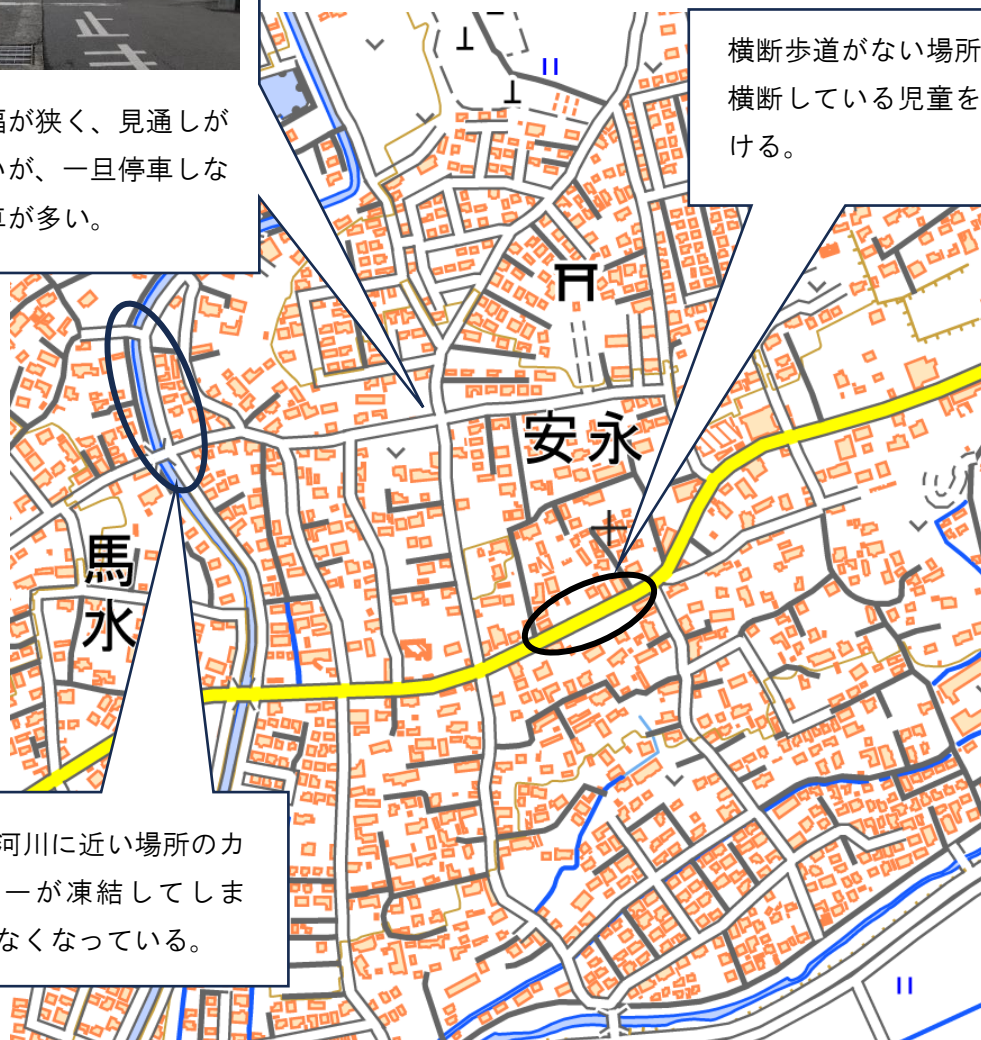 止
幅が狭く、見通しが
いが、一旦停車しな
車が多い。
横断歩道がない場所
横断している児童を
ける。
安永
馬水
河川に近い場所のカ
ーが凍結してしま
なくなっている。